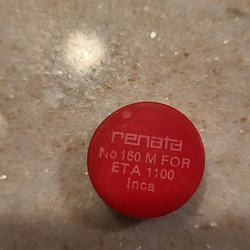 renata
No 160 M FOR
ETA 1100
Inca